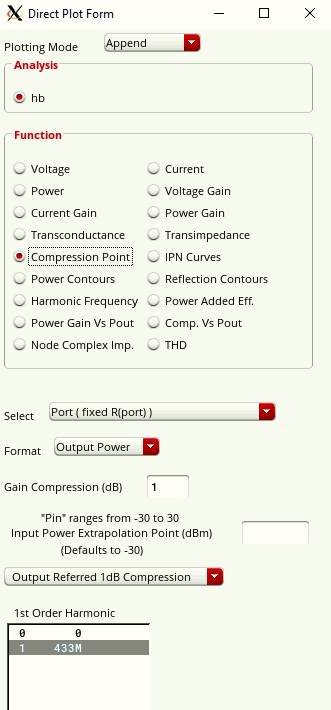 Direct Plot Form
Plotting Mode Append
Analysis
hb
Function
Voltage Current
Power Voltage Gain
Current Gain Power Gain
Transconductance Transimpedance
Compression Point IPN Curves
Power Contours Reflection Contours
Harmonic Frequency Power Added Eff.
Power Gain Vs Pout Comp. Vs Pout
Node Complex Imp. THD
Select Port ( fixed R(port) )
Format Output Power
Gain Compression (dB) 1
"Pin" ranges from -30 to 30
Input Power Extrapolation Point (dBm)
(Defaults to -30)
Output Referred 1dB Compression
1st Order Harmonic
0 0
1 433M